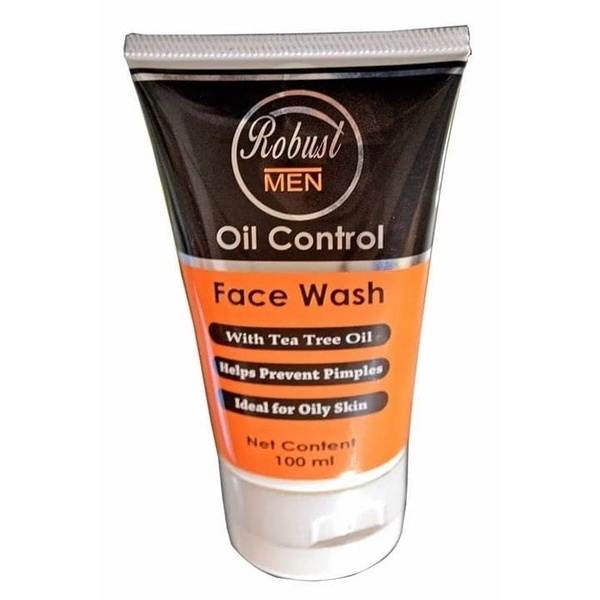 Robust
MEN
Oil Control
Face Wash
With Tea Tree Oil
Helps Prevent Pimples
Ideal for Oily Skin
Net Content
100 ml